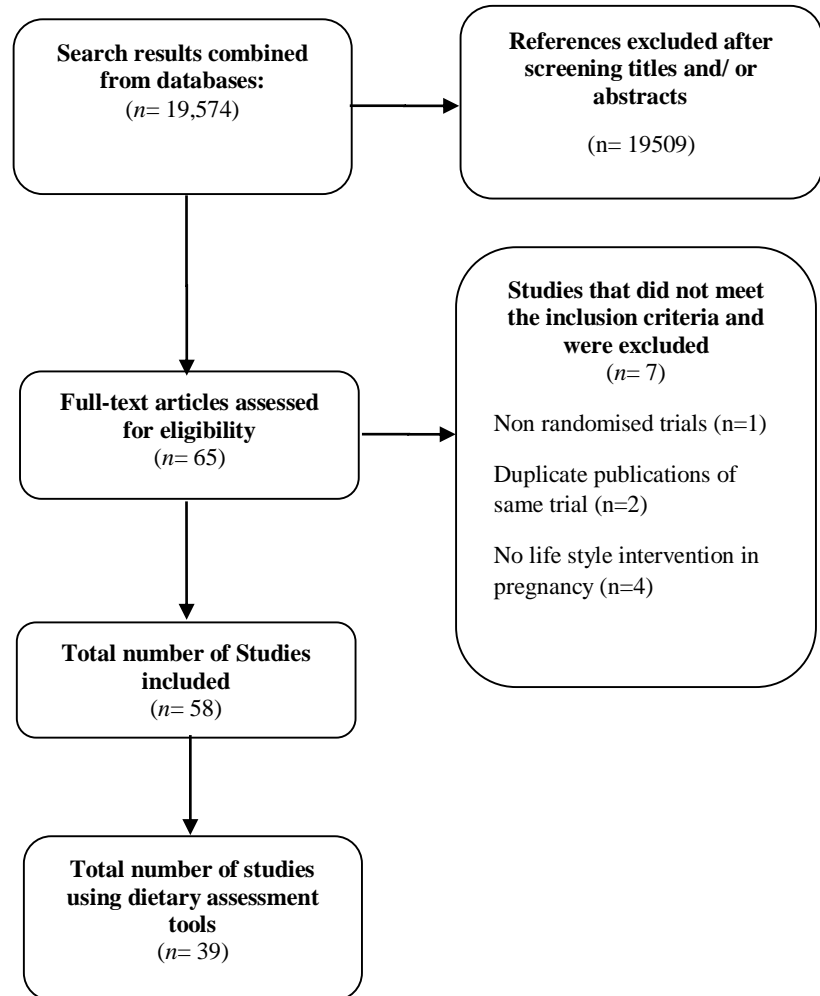 Search results combined
from databases:
(n= 19,574)
References excluded after
screening titles and/ or
abstracts
(n= 19509)
Studies that did not meet
the inclusion criteria and
were excluded
(n= 7)
Non randomised trials (n=1)
Duplicate publications of
same trial (n=2)
No life style intervention in
pregnancy (n=4)
Full-text articles assessed
for eligibility
(n= 65)
Total number of Studies
included
(n= 58)
Total number of studies
using dietary assessment
tools
(n= 39)